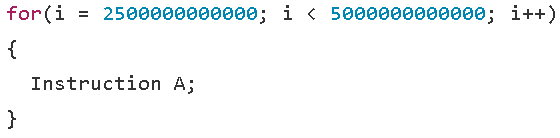 for(i = 2500000000000; i < 5000000000000; i++)
{
Instruction A;
}